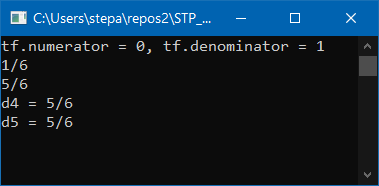 C:\Users\stepa\repos2\STP_...
tf.numerator = 0, tf.denominator = 1
1/6
5/6
d4 = 5/6
d5 = 5/6